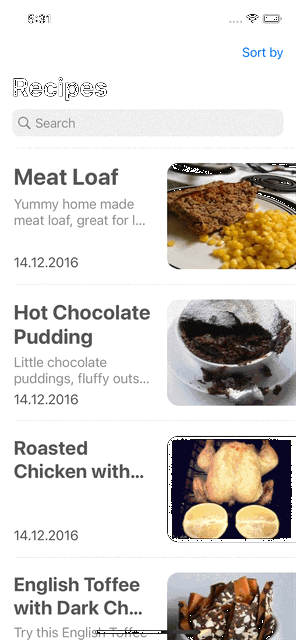 5:31
Sort by
Recipes
Search
Meat Loaf
Yummy home made
meat loaf, great for l...
14.12.2016
Hot Chocolate
Pudding
Little chocolate
puddings, fluffy outs...
14.12.2016
Roasted
Chicken with...
14.12.2016
English Toffee
with Dark Ch...
Try this English Toffee